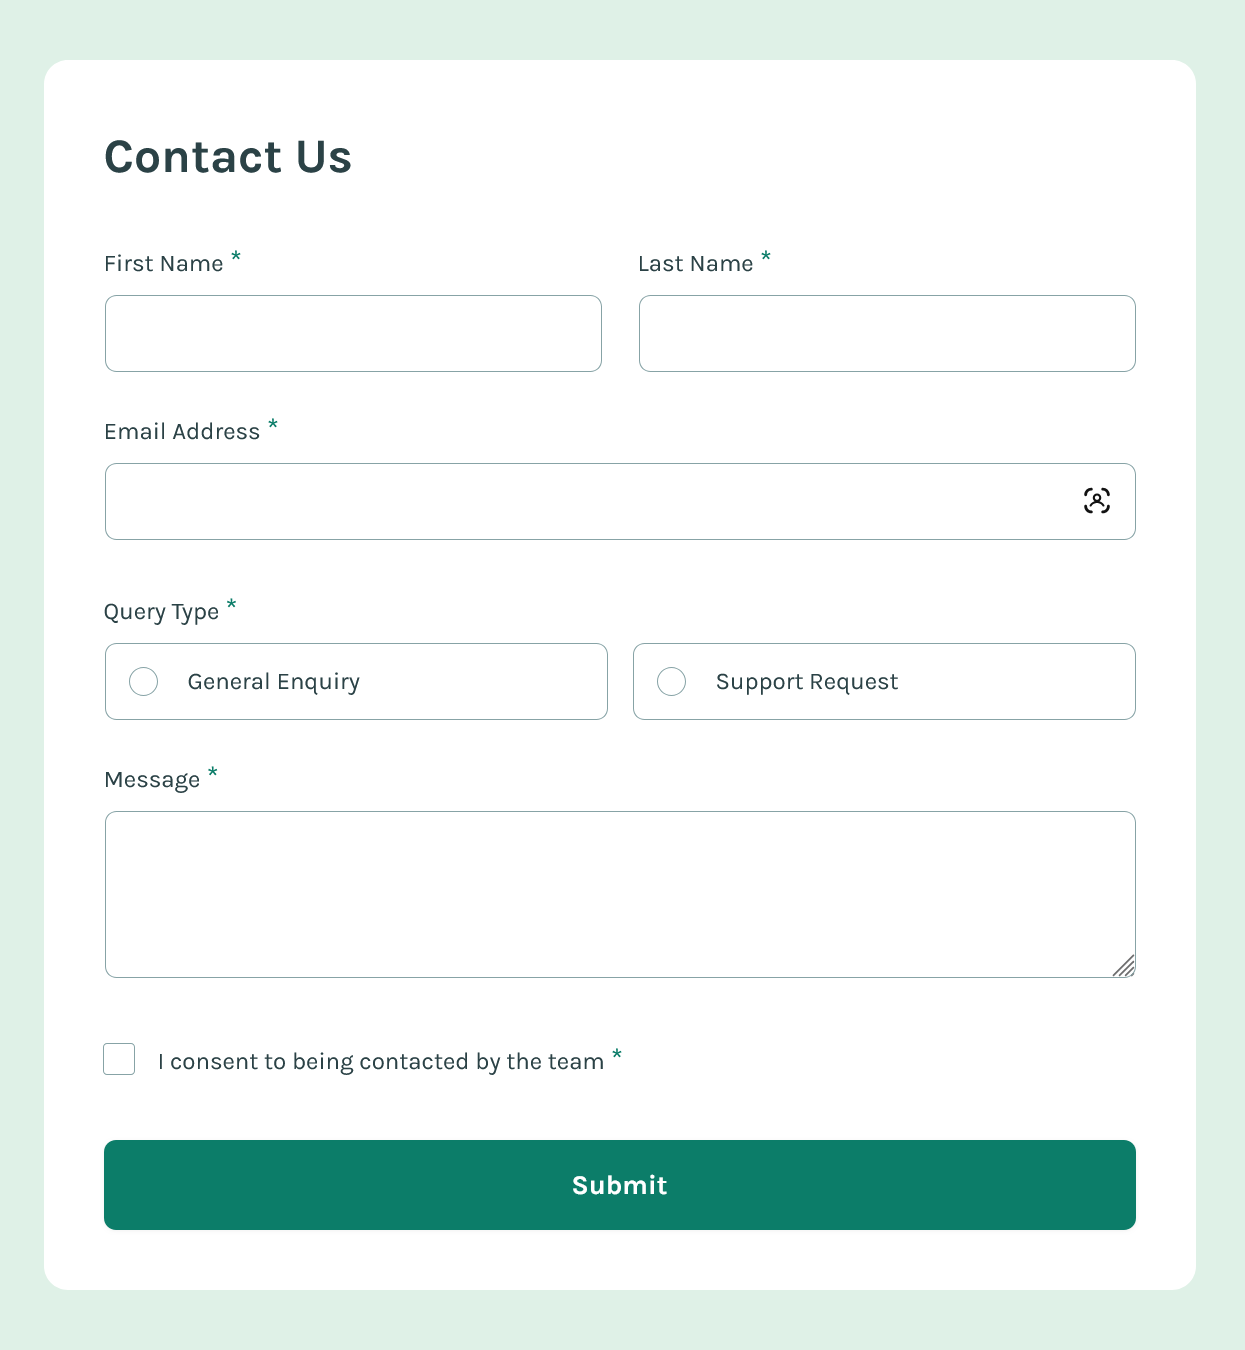 Contact Us
First Name *
Last Name *
Email Address *
Query Type *
General Enquiry
Support Request
Message *
I consent to being contacted by the team *
Submit